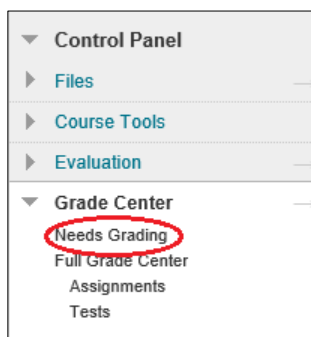 Control Panel
Files
Course Tools
Evaluation
Grade Center
Needs Grading
Full Grade Center
Assignments
Tests